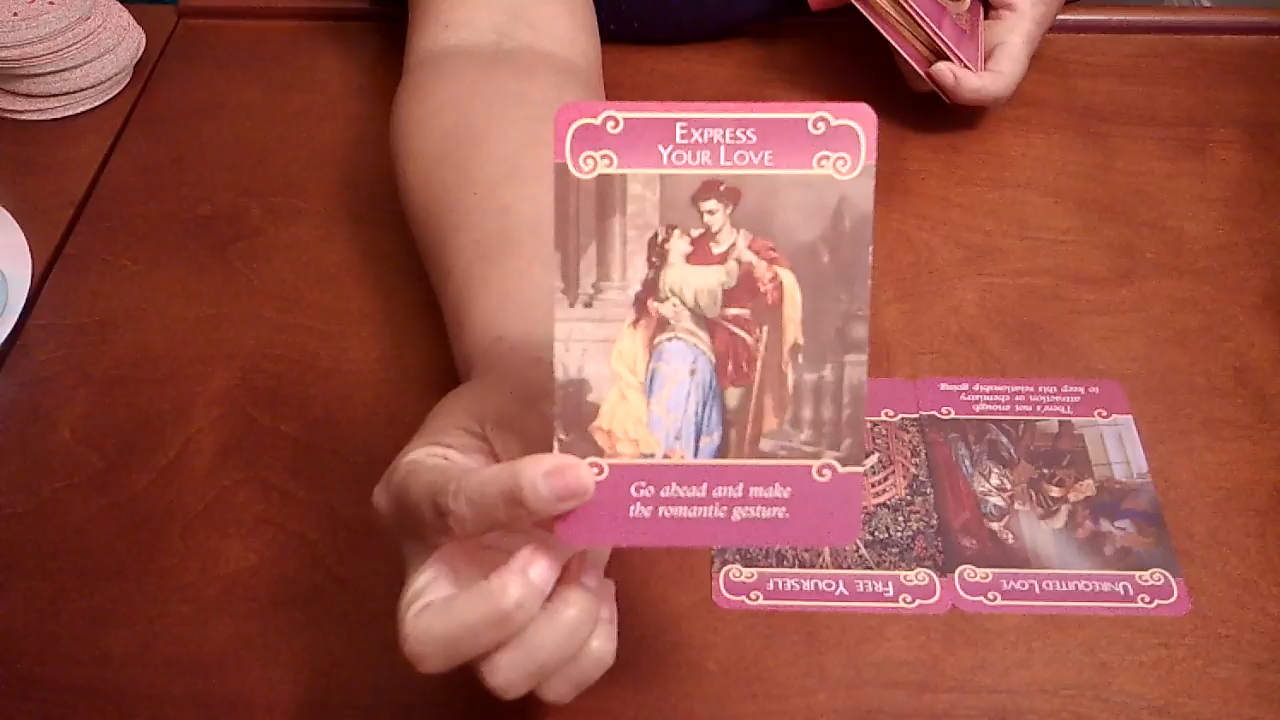 EXPRESS
YOUR LOVE
Go ahead and make
the romantic gesture.
There's not enough
attraction or chemistry
to keep this relationship going.
FREE YOURSELF
UNREQUITED LOVE